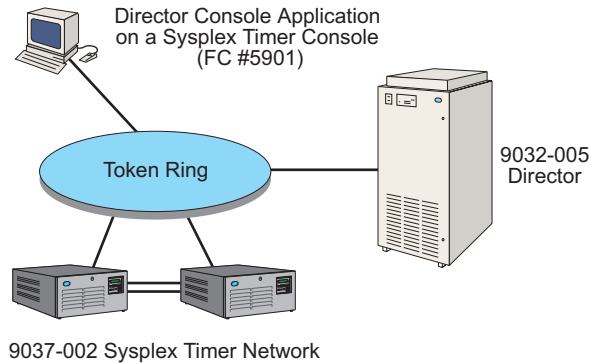 Director Console Application
on a Sysplex Timer Console
(FC #5901)
Token Ring
9032-005
Director
9037-002 Sysplex Timer Network